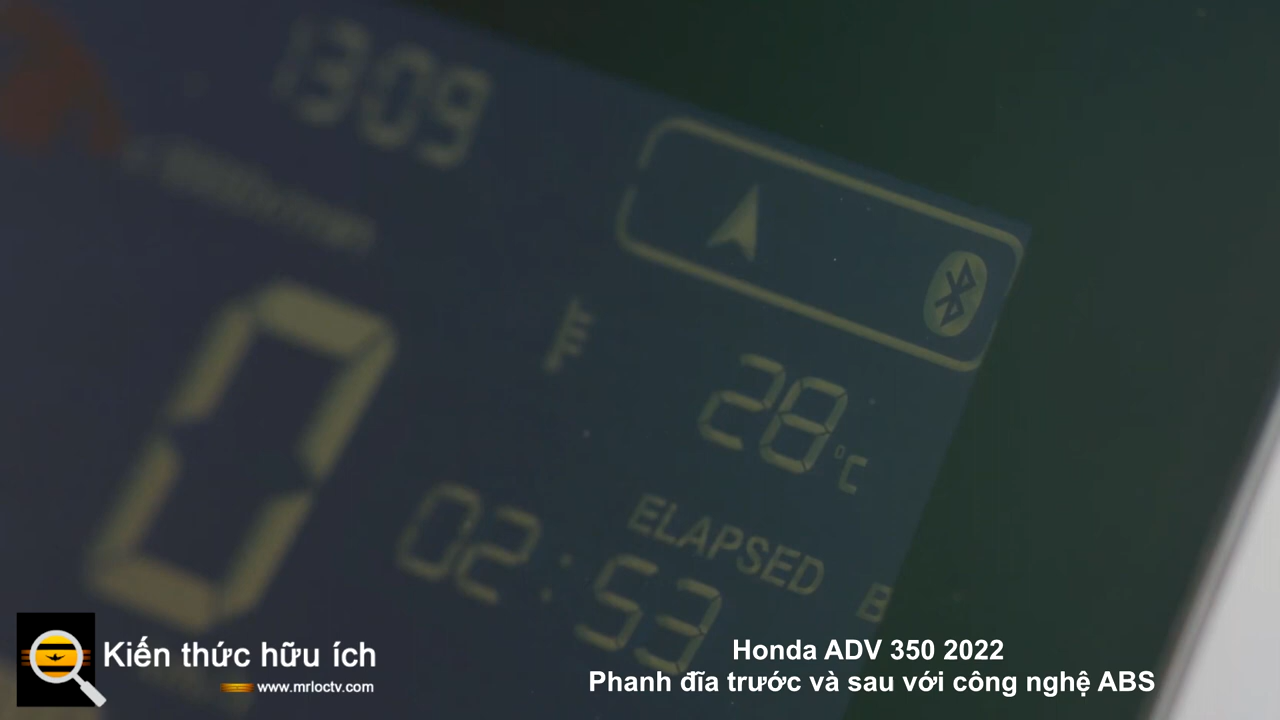 1309
28°C
0
ELAPSED B
02:53
Kiến thức hữu ích
www.mrloctv.com
Honda ADV 350 2022
Phanh đĩa trước và sau với công nghệ ABS